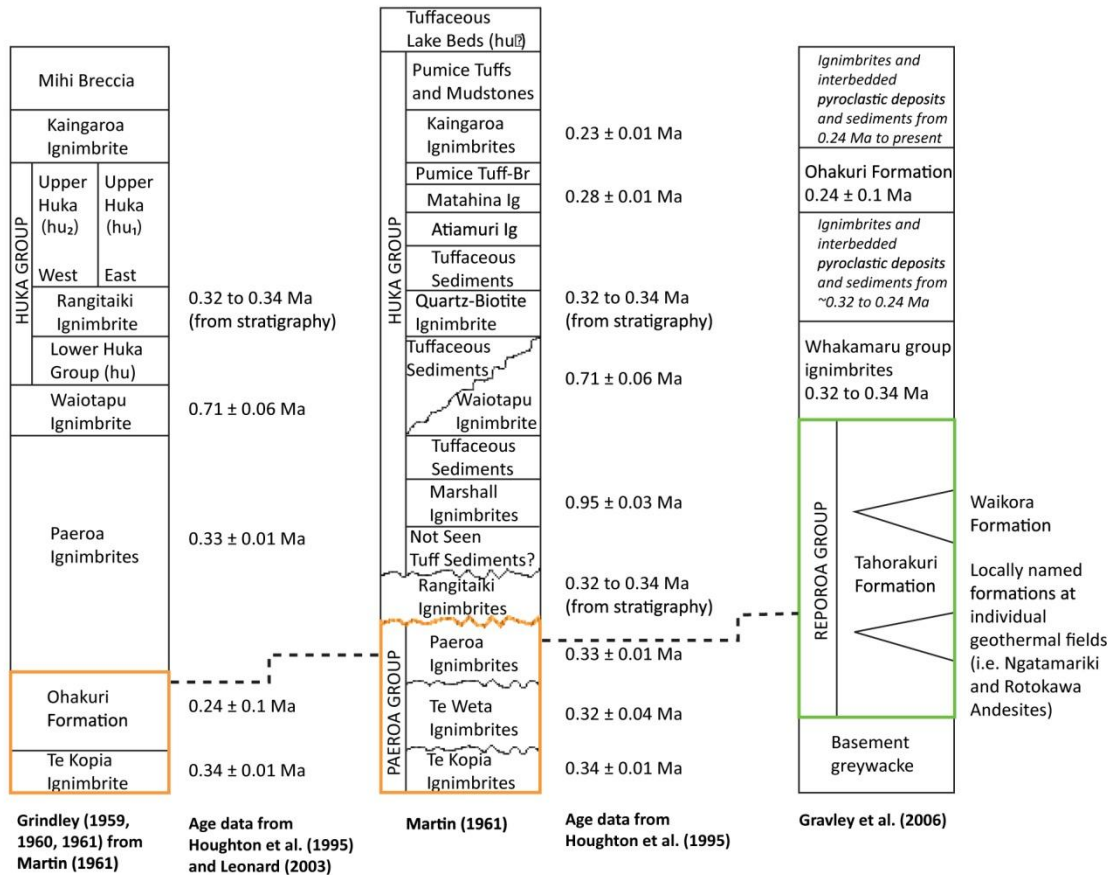 Mihi Breccia
Kaingaroa
Ignimbrite
HUKA GROUP
Upper
Huka
(hu₂)
West
Upper
Huka
(hu₁)
East
Rangitaiki
Ignimbrite
Lower Huka
Group (hu)
Waiotapu
Ignimbrite
Paeroa
Ignimbrites
Ohakuri
Formation
Te Kopia
Ignimbrite
Grindley (1959,
1960, 1961) from
Martin (1961)
0.32 to 0.34 Ma
(from stratigraphy)
0.71 ± 0.06 Ma
0.33 ± 0.01 Ma
0.24 ± 0.1 Ma
0.34 ± 0.01 Ma
Age data from
Houghton et al. (1995)
and Leonard (2003)
Tuffaceous
Lake Beds (hu⍰)
HUKA GROUP
Pumice Tuffs
and Mudstones
Kaingaroa
Ignimbrites
Pumice Tuff-Br
Matahina Ig
Atiamuri Ig
Tuffaceous
Sediments
Quartz-Biotite
Ignimbrite
Tuffaceous
Sediments
Waiotapu
Ignimbrite
Tuffaceous
Sediments
Marshall
Ignimbrites
Not Seen
Tuff Sediments?
Rangitaiki
Ignimbrites
PAEROA GROUP
Paeroa
Ignimbrites
Te Weta
Ignimbrites
Te Kopia
Ignimbrites
Martin (1961)
0.23 ± 0.01 Ma
0.28 ± 0.01 Ma
0.32 to 0.34 Ma
(from stratigraphy)
0.71 ± 0.06 Ma
0.95 ± 0.03 Ma
0.32 to 0.34 Ma
(from stratigraphy)
0.33 ± 0.01 Ma
0.32 ± 0.04 Ma
0.34 ± 0.01 Ma
Age data from
Houghton et al. (1995)
Ignimbrites and
interbedded
pyroclastic deposits
and sediments from
0.24 Ma to present
Ohakuri Formation
0.24 ± 0.1 Ma
Ignimbrites and
interbedded
pyroclastic deposits
and sediments from
~0.32 to 0.24 Ma
Whakamaru group
ignimbrites
0.32 to 0.34 Ma
REPOROA GROUP
Tahorakuri
Formation
Basement
greywacke
Gravley et al. (2006)
Waikora
Formation
Locally named
formations at
individual
geothermal fields
(i.e. Ngatamariki
and Rotokawa
Andesites)